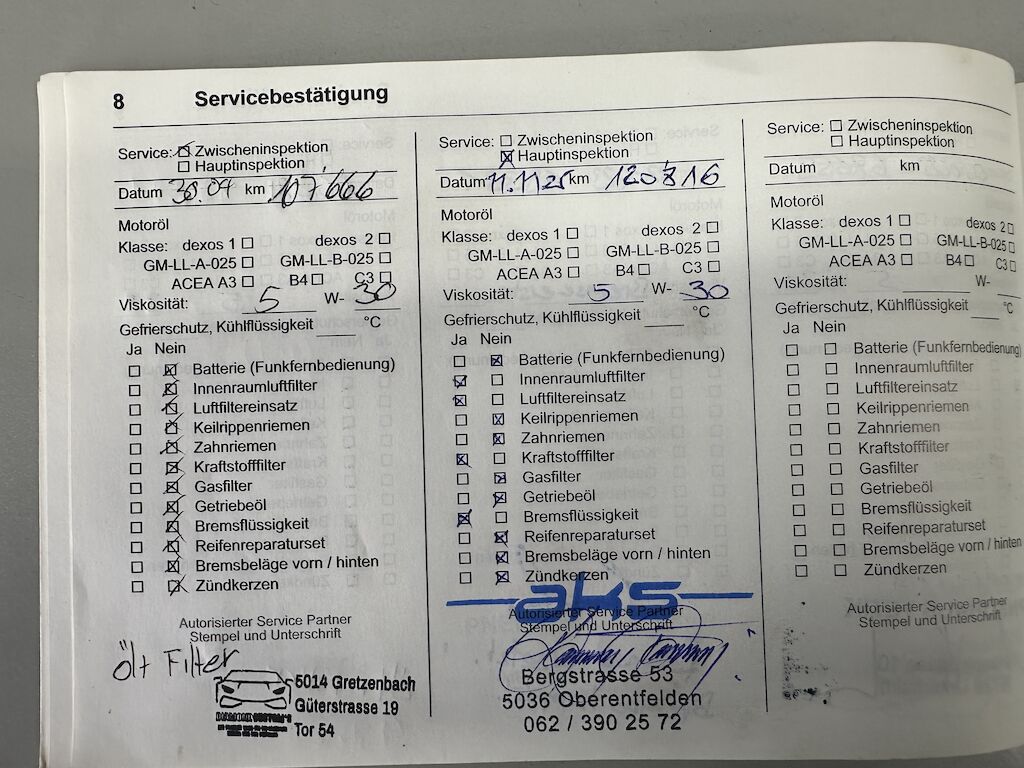 8 Servicebestätigung
Service: Zwischeninspektion
Hauptinspektion
Datum 30.04 km 107'666
Motoröl
Klasse: dexos 1 dexos 2
GM-LL-A-025 GM-LL-B-025
ACEA A3 B4 C3
Viskosität: 5 W- 30
Gefrierschutz, Kühlflüssigkeit °C
Ja Nein
Batterie (Funkfernbedienung)
Innenraumluftfilter
Luftfiltereinsatz
Keilrippenriemen
Zahnriemen
Kraftstofffilter
Gasfilter
Getriebeöl
Bremsflüssigkeit
Reifenreparaturset
Bremsbeläge vorn / hinten
Zündkerzen
Autorisierter Service Partner
Stempel und Unterschrift
Öl+ Filter
5014 Gretzenbach
Güterstrasse 19
Tor 54
Service: Zwischeninspektion
Hauptinspektion
Datum 11.11.25 km 120'816
Motoröl
Klasse: dexos 1 dexos 2
GM-LL-A-025 GM-LL-B-025
ACEA A3 B4 C3
Viskosität: 5 W- 30
Gefrierschutz, Kühlflüssigkeit °C
Ja Nein
Batterie (Funkfernbedienung)
Innenraumluftfilter
Luftfiltereinsatz
Keilrippenriemen
Zahnriemen
Kraftstofffilter
Gasfilter
Getriebeöl
Bremsflüssigkeit
Reifenreparaturset
Bremsbeläge vorn / hinten
Zündkerzen
aks
Autorisierter Service Partner
Stempel und Unterschrift
Bergstrasse 53
5036 Oberentfelden
062 / 390 25 72
Service: Zwischeninspektion
Hauptinspektion
Datum km
Motoröl
Klasse: dexos 1 dexos 2
GM-LL-A-025 GM-LL-B-025
ACEA A3 B4 C3
Viskosität: W-
Gefrierschutz, Kühlflüssigkeit °C
Ja Nein
Batterie (Funkfernbedienung)
Innenraumluftfilter
Luftfiltereinsatz
Keilrippenriemen
Zahnriemen
Kraftstofffilter
Gasfilter
Getriebeöl
Bremsflüssigkeit
Reifenreparaturset
Bremsbeläge vorn / hinten
Zündkerzen
Autorisierter Service Partner
Stempel und Unterschrift